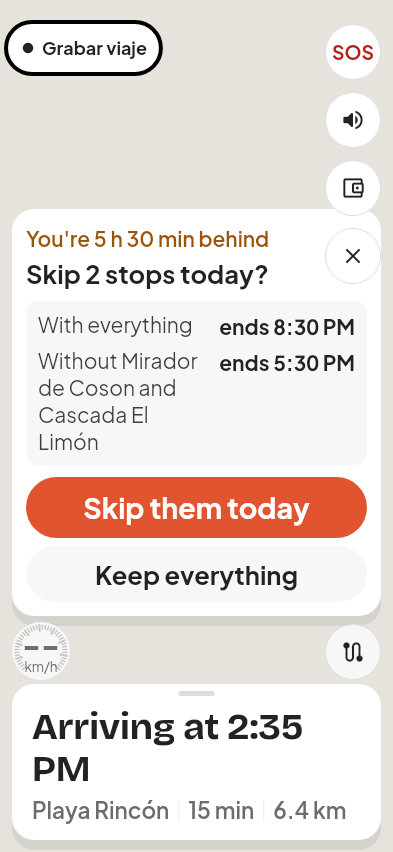 Grabar viaje
SOS
You're 5 h 30 min behind
Skip 2 stops today?
With everything ends 8:30 PM
Without Mirador ends 5:30 PM
de Coson and
Cascada El
Limón
Skip them today
Keep everything
-- 
km/h
Arriving at 2:35
PM
Playa Rincón 15 min 6.4 km